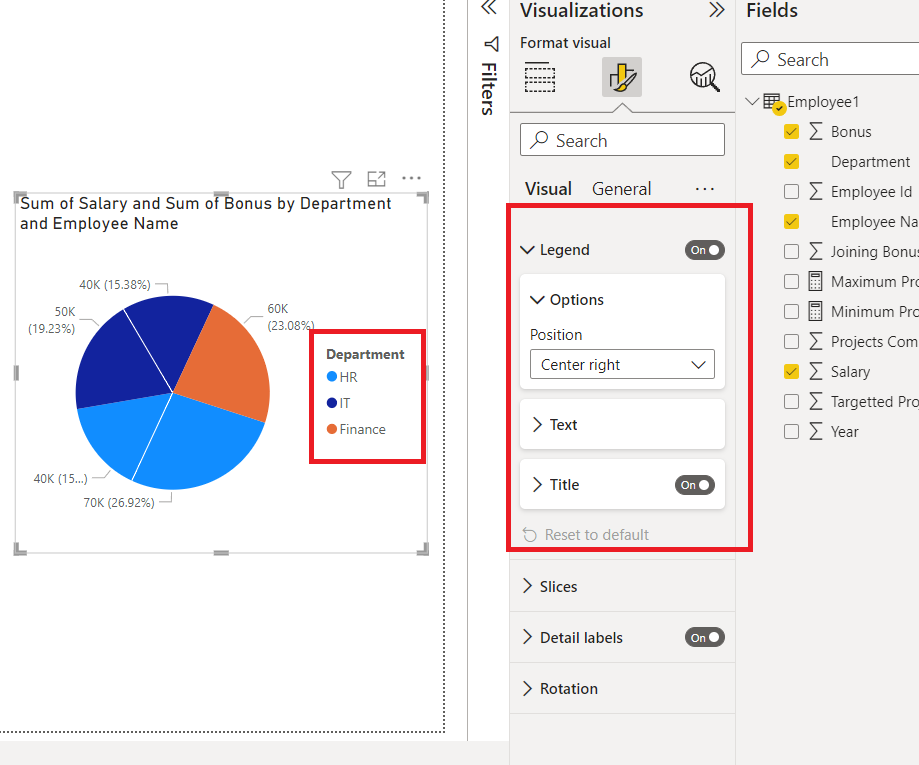 Sum of Salary and Sum of Bonus by Department
and Employee Name
40K (15.38%)
50K
(19.23%)
60K
(23.08%)
40K (15...)
70K (26.92%)
Department
HR
IT
Finance
Filters
Visualizations
Format visual
Search
Visual
General
Legend
On
Options
Position
Center right
Text
Title
On
Reset to default
Slices
Detail labels
On
Rotation
Fields
Search
Employee1
Bonus
Department
Employee Id
Employee Na
Joining Bonus
Maximum Pro
Minimum Pro
Projects Com
Salary
Targetted Pro
Year